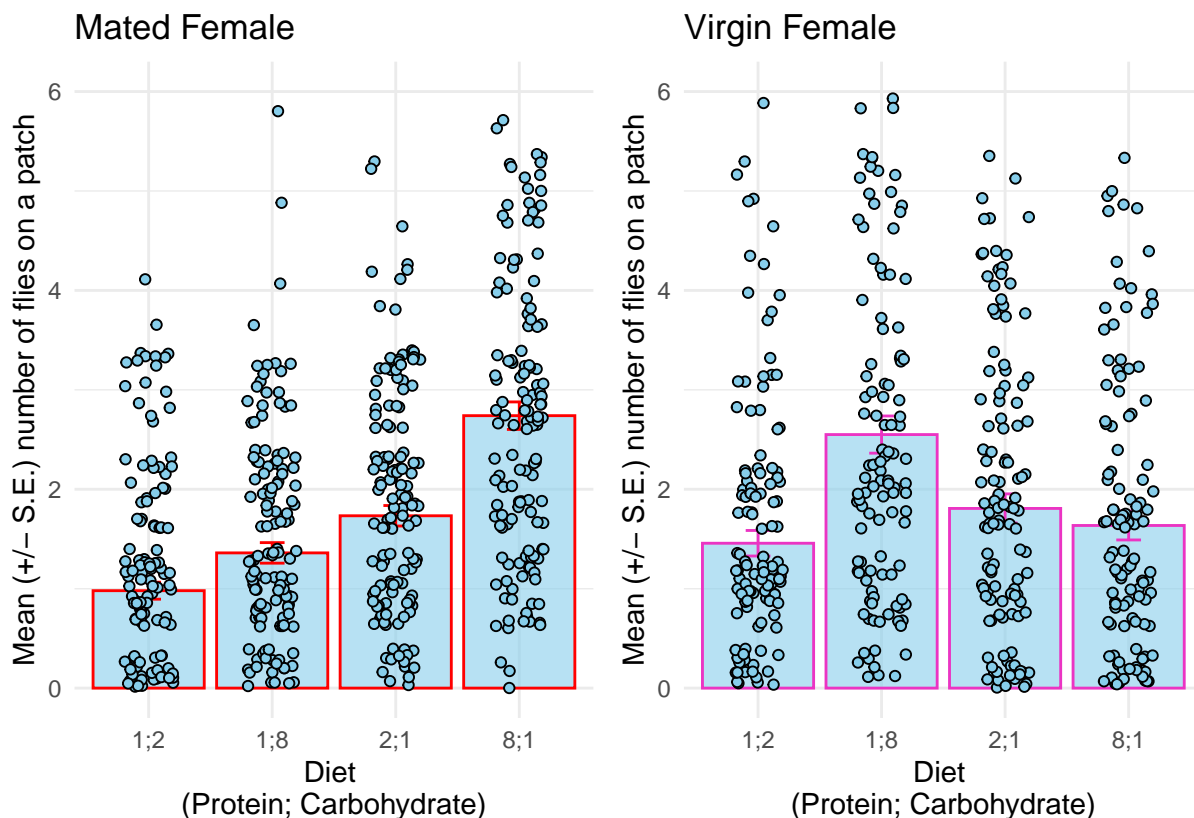 Mated Female
Mean (+/− S.E.) number of flies on a patch
6
4
2
0
1;2 1;8 2;1 8;1
Diet
(Protein; Carbohydrate)
Virgin Female
Mean (+/− S.E.) number of flies on a patch
6
4
2
0
1;2 1;8 2;1 8;1
Diet
(Protein; Carbohydrate)